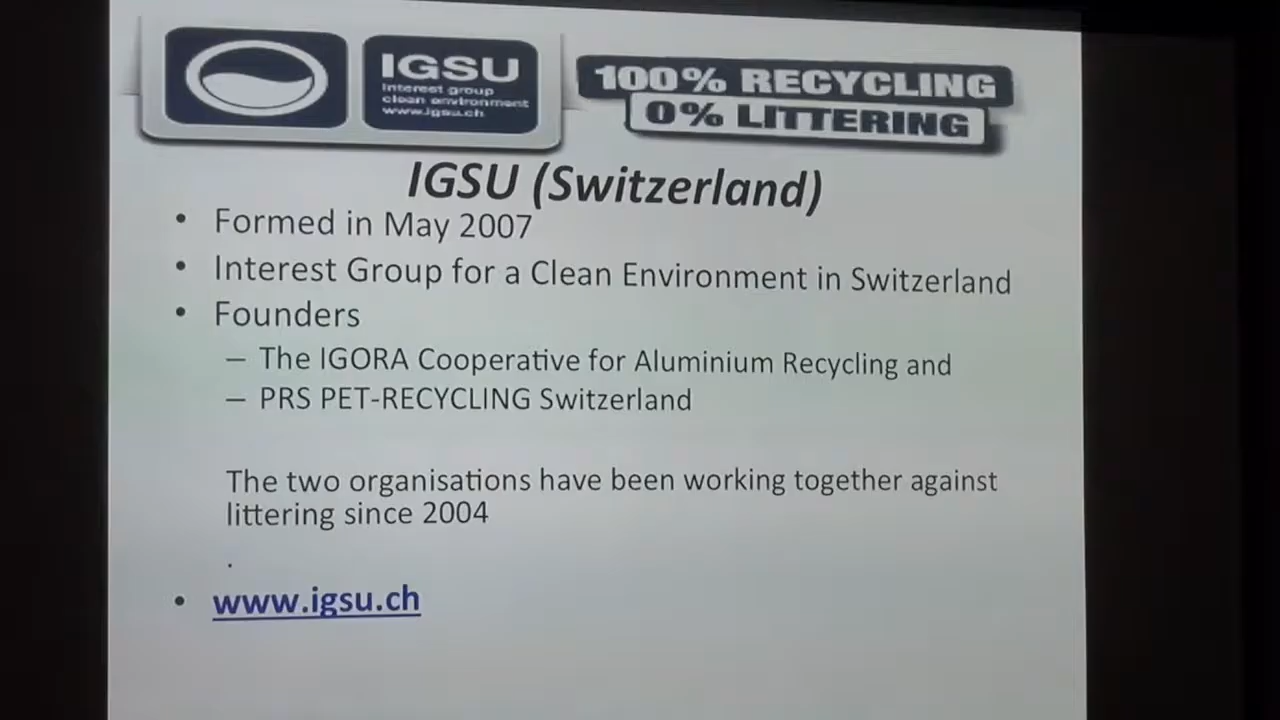 IGSU
Interest group
clean environment
www.igsu.ch
100% RECYCLING
0% LITTERING
IGSU (Switzerland)
• Formed in May 2007
• Interest Group for a Clean Environment in Switzerland
• Founders
– The IGORA Cooperative for Aluminium Recycling and
– PRS PET-RECYCLING Switzerland
The two organisations have been working together against
littering since 2004
.
• www.igsu.ch